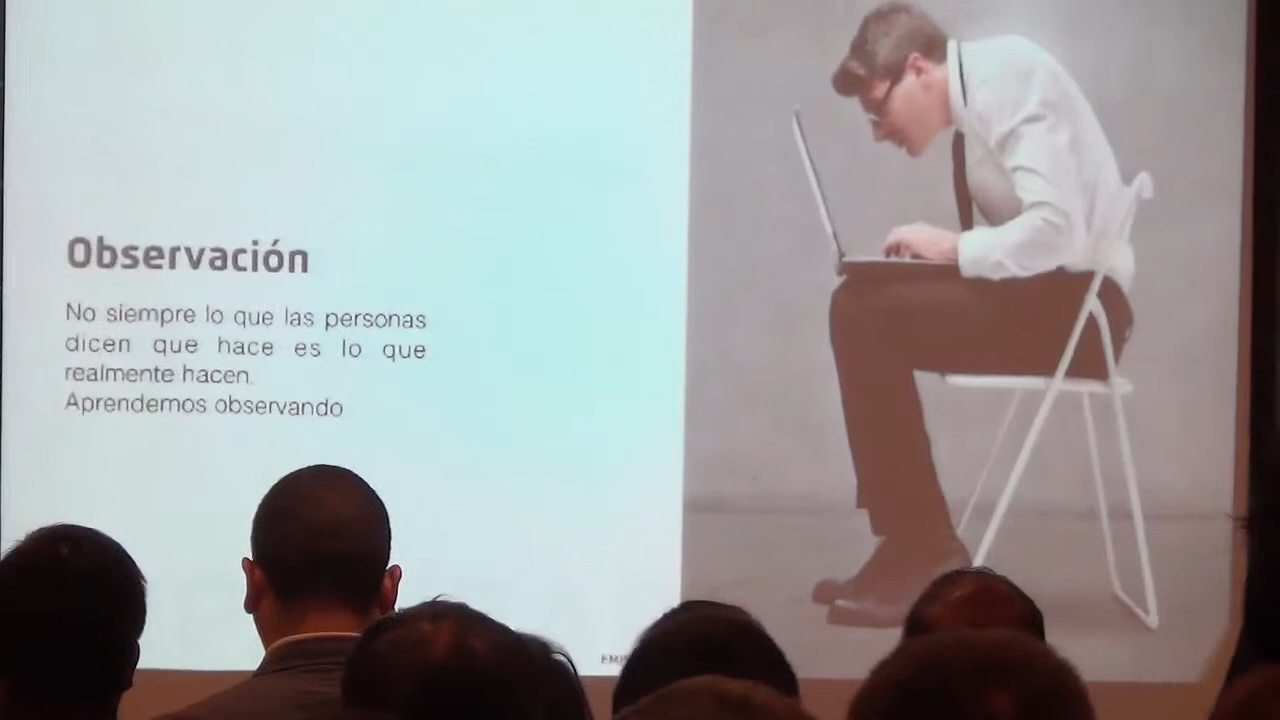 Observación
No siempre lo que las personas
dicen que hace es lo que
realmente hacen.
Aprendemos observando